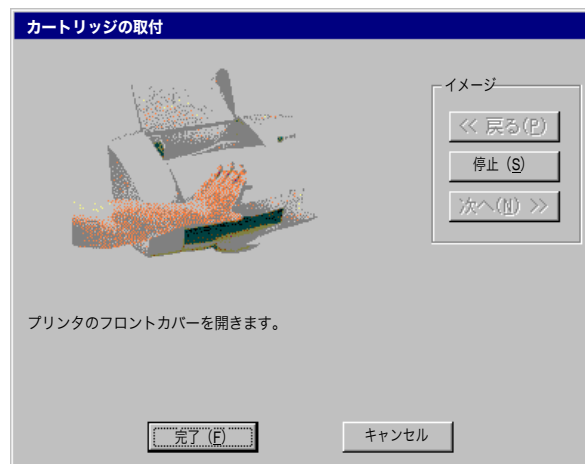 カートリッジの取付
イメージ
<< 戻る(P)
停止 (S)
次へ(N) >>
プリンタのフロントカバーを開きます。
完了 (F)
キャンセル